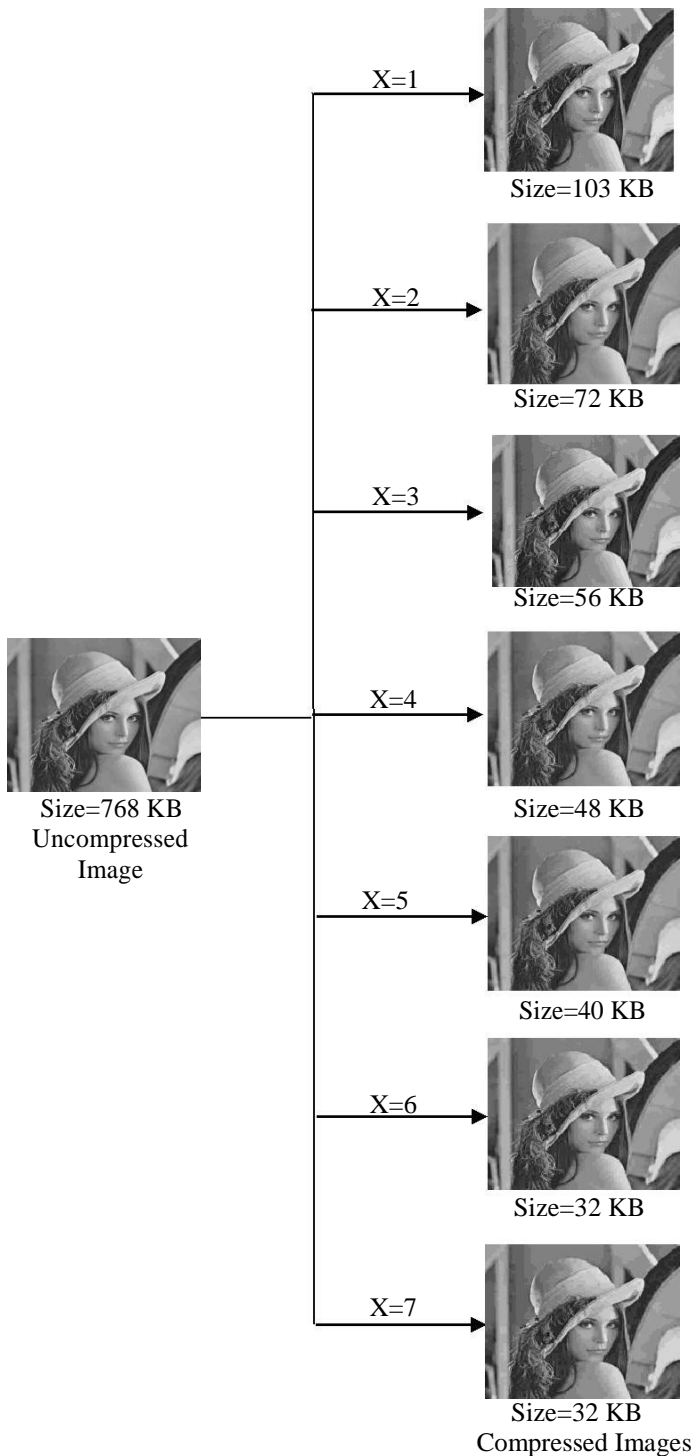 X=1
Size=103 KB
X=2
Size=72 KB
X=3
Size=56 KB
X=4
Size=48 KB
Size=768 KB
Uncompressed
Image
X=5
Size=40 KB
X=6
Size=32 KB
X=7
Size=32 KB
Compressed Images